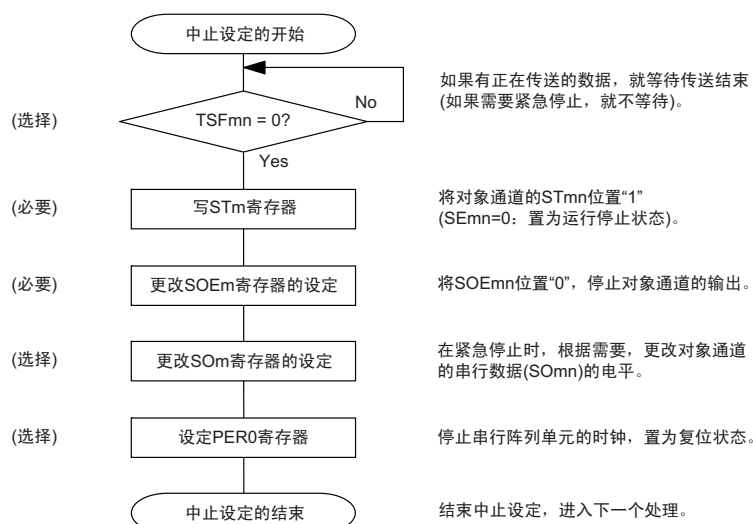 中止设定的开始
如果有正在传送的数据，就等待传送结束
(如果需要紧急停止，就不等待)。
No
(选择)
TSFmn = 0?
Yes
(必要)
写STm寄存器
将对象通道的STmn位置“1”
(SEmn=0：置为运行停止状态)。
(必要)
更改SOEm寄存器的设定
将SOEmn位置“0”，停止对象通道的输出。
(选择)
更改SOm寄存器的设定
在紧急停止时，根据需要，更改对象通道
的串行数据(SOmn)的电平。
(选择)
设定PER0寄存器
停止串行阵列单元的时钟，置为复位状态。
中止设定的结束
结束中止设定，进入下一个处理。